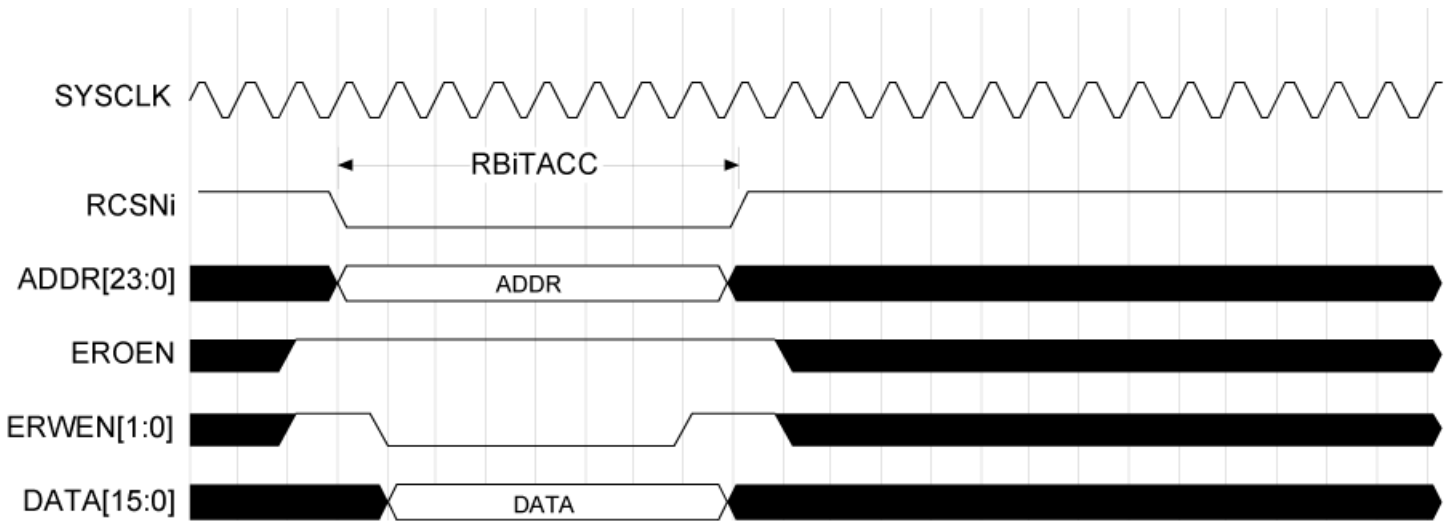 SYSCLK
RBiTACC
RCSNi
ADDR[23:0] ADDR
EROEN
ERWEN[1:0]
DATA[15:0] DATA